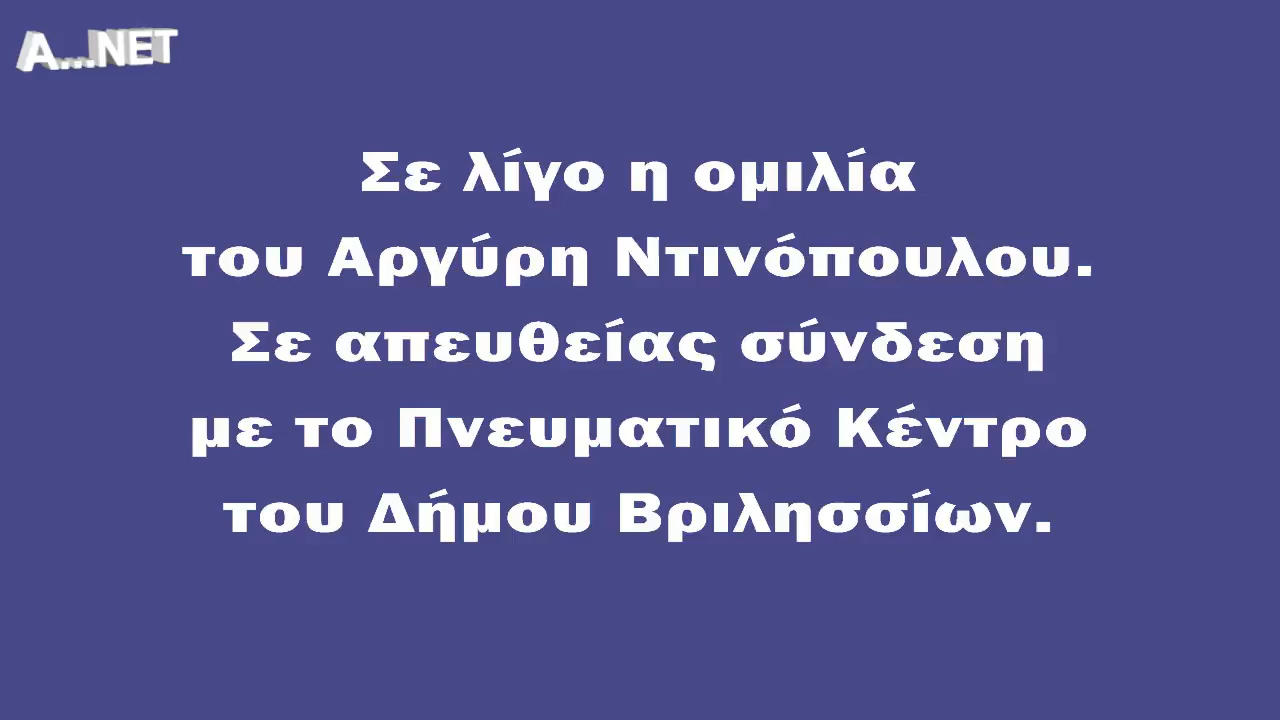 A...NET
Σε λίγο η ομιλία
του Αργύρη Ντινόπουλου.
Σε απευθείας σύνδεση
με το Πνευματικό Κέντρο
του Δήμου Βριλησσίων.